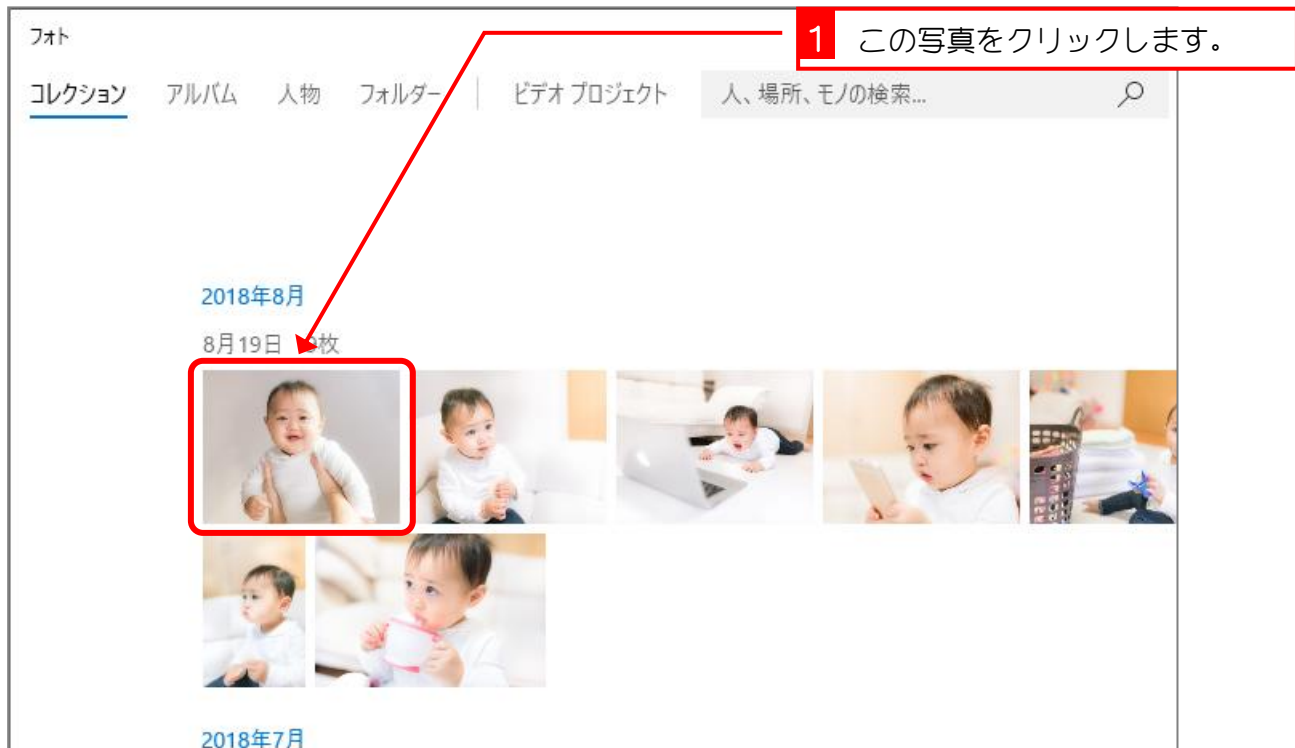 フォト
1 この写真をクリックします。
コレクション アルバム 人物 フォルダー ビデオ プロジェクト 人、場所、モノの検索...
2018年8月
8月19日 9枚
2018年7月